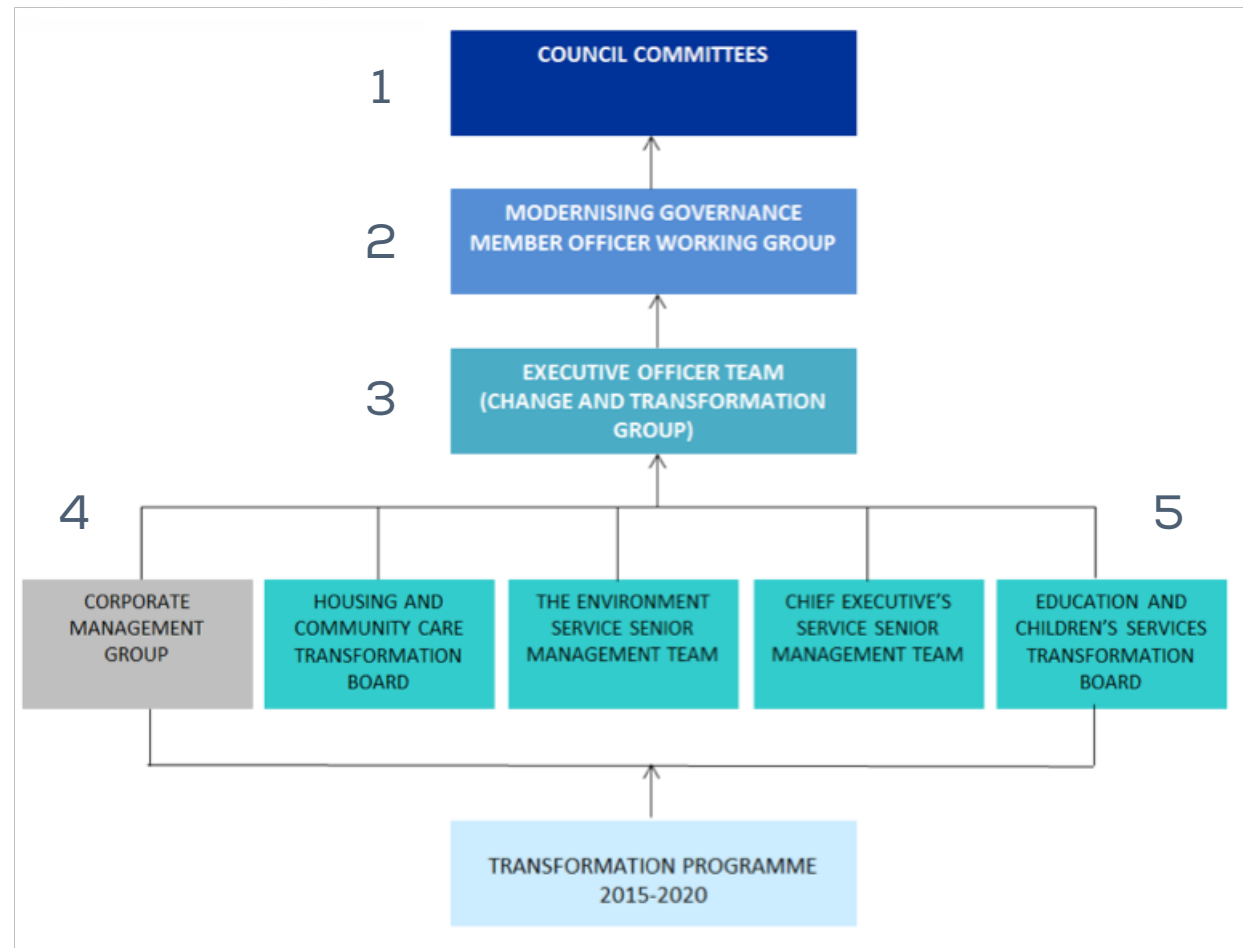 1
COUNCIL COMMITTEES
2
MODERNISING GOVERNANCE
MEMBER OFFICER WORKING GROUP
3
EXECUTIVE OFFICER TEAM
(CHANGE AND TRANSFORMATION
GROUP)
4
5
CORPORATE
MANAGEMENT
GROUP
HOUSING AND
COMMUNITY CARE
TRANSFORMATION
BOARD
THE ENVIRONMENT
SERVICE SENIOR
MANAGEMENT TEAM
CHIEF EXECUTIVE'S
SERVICE SENIOR
MANAGEMENT TEAM
EDUCATION AND
CHILDREN'S SERVICES
TRANSFORMATION
BOARD
TRANSFORMATION PROGRAMME
2015-2020